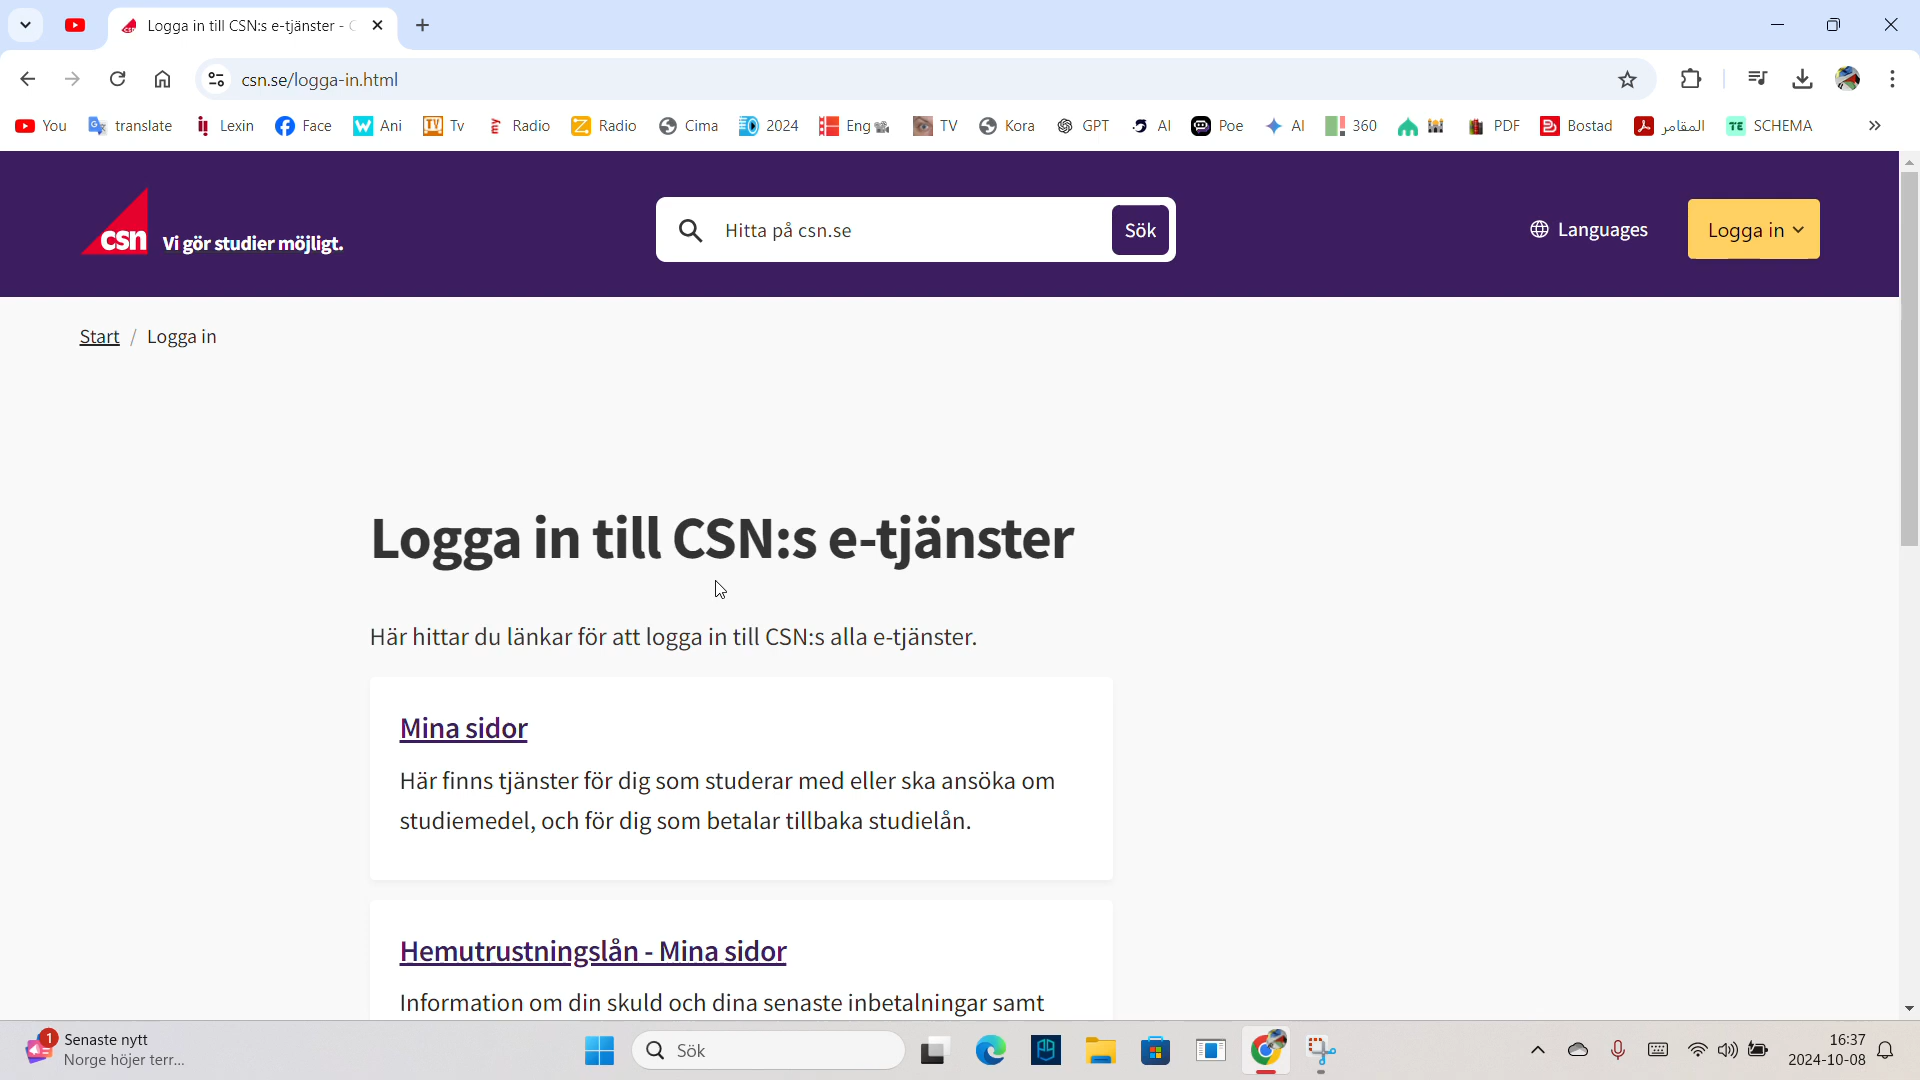 Logga in till CSN:s e-tjänster - C
csn.se/logga-in.html
You translate Lexin Face Ani Tv Radio Radio Cima 2024 Eng TV Kora GPT AI Poe AI 360 PDF Bostad المقامر SCHEMA
csn Vi gör studier möjligt.
Hitta på csn.se
Sök
Languages
Logga in
Start / Logga in
Logga in till CSN:s e-tjänster
Här hittar du länkar för att logga in till CSN:s alla e-tjänster.
Mina sidor
Här finns tjänster för dig som studerar med eller ska ansöka om
studiemedel, och för dig som betalar tillbaka studielån.
Hemutrustningslån - Mina sidor
Information om din skuld och dina senaste inbetalningar samt
1
Senaste nytt
Norge höjer terr...
Sök
16:37
2024-10-08